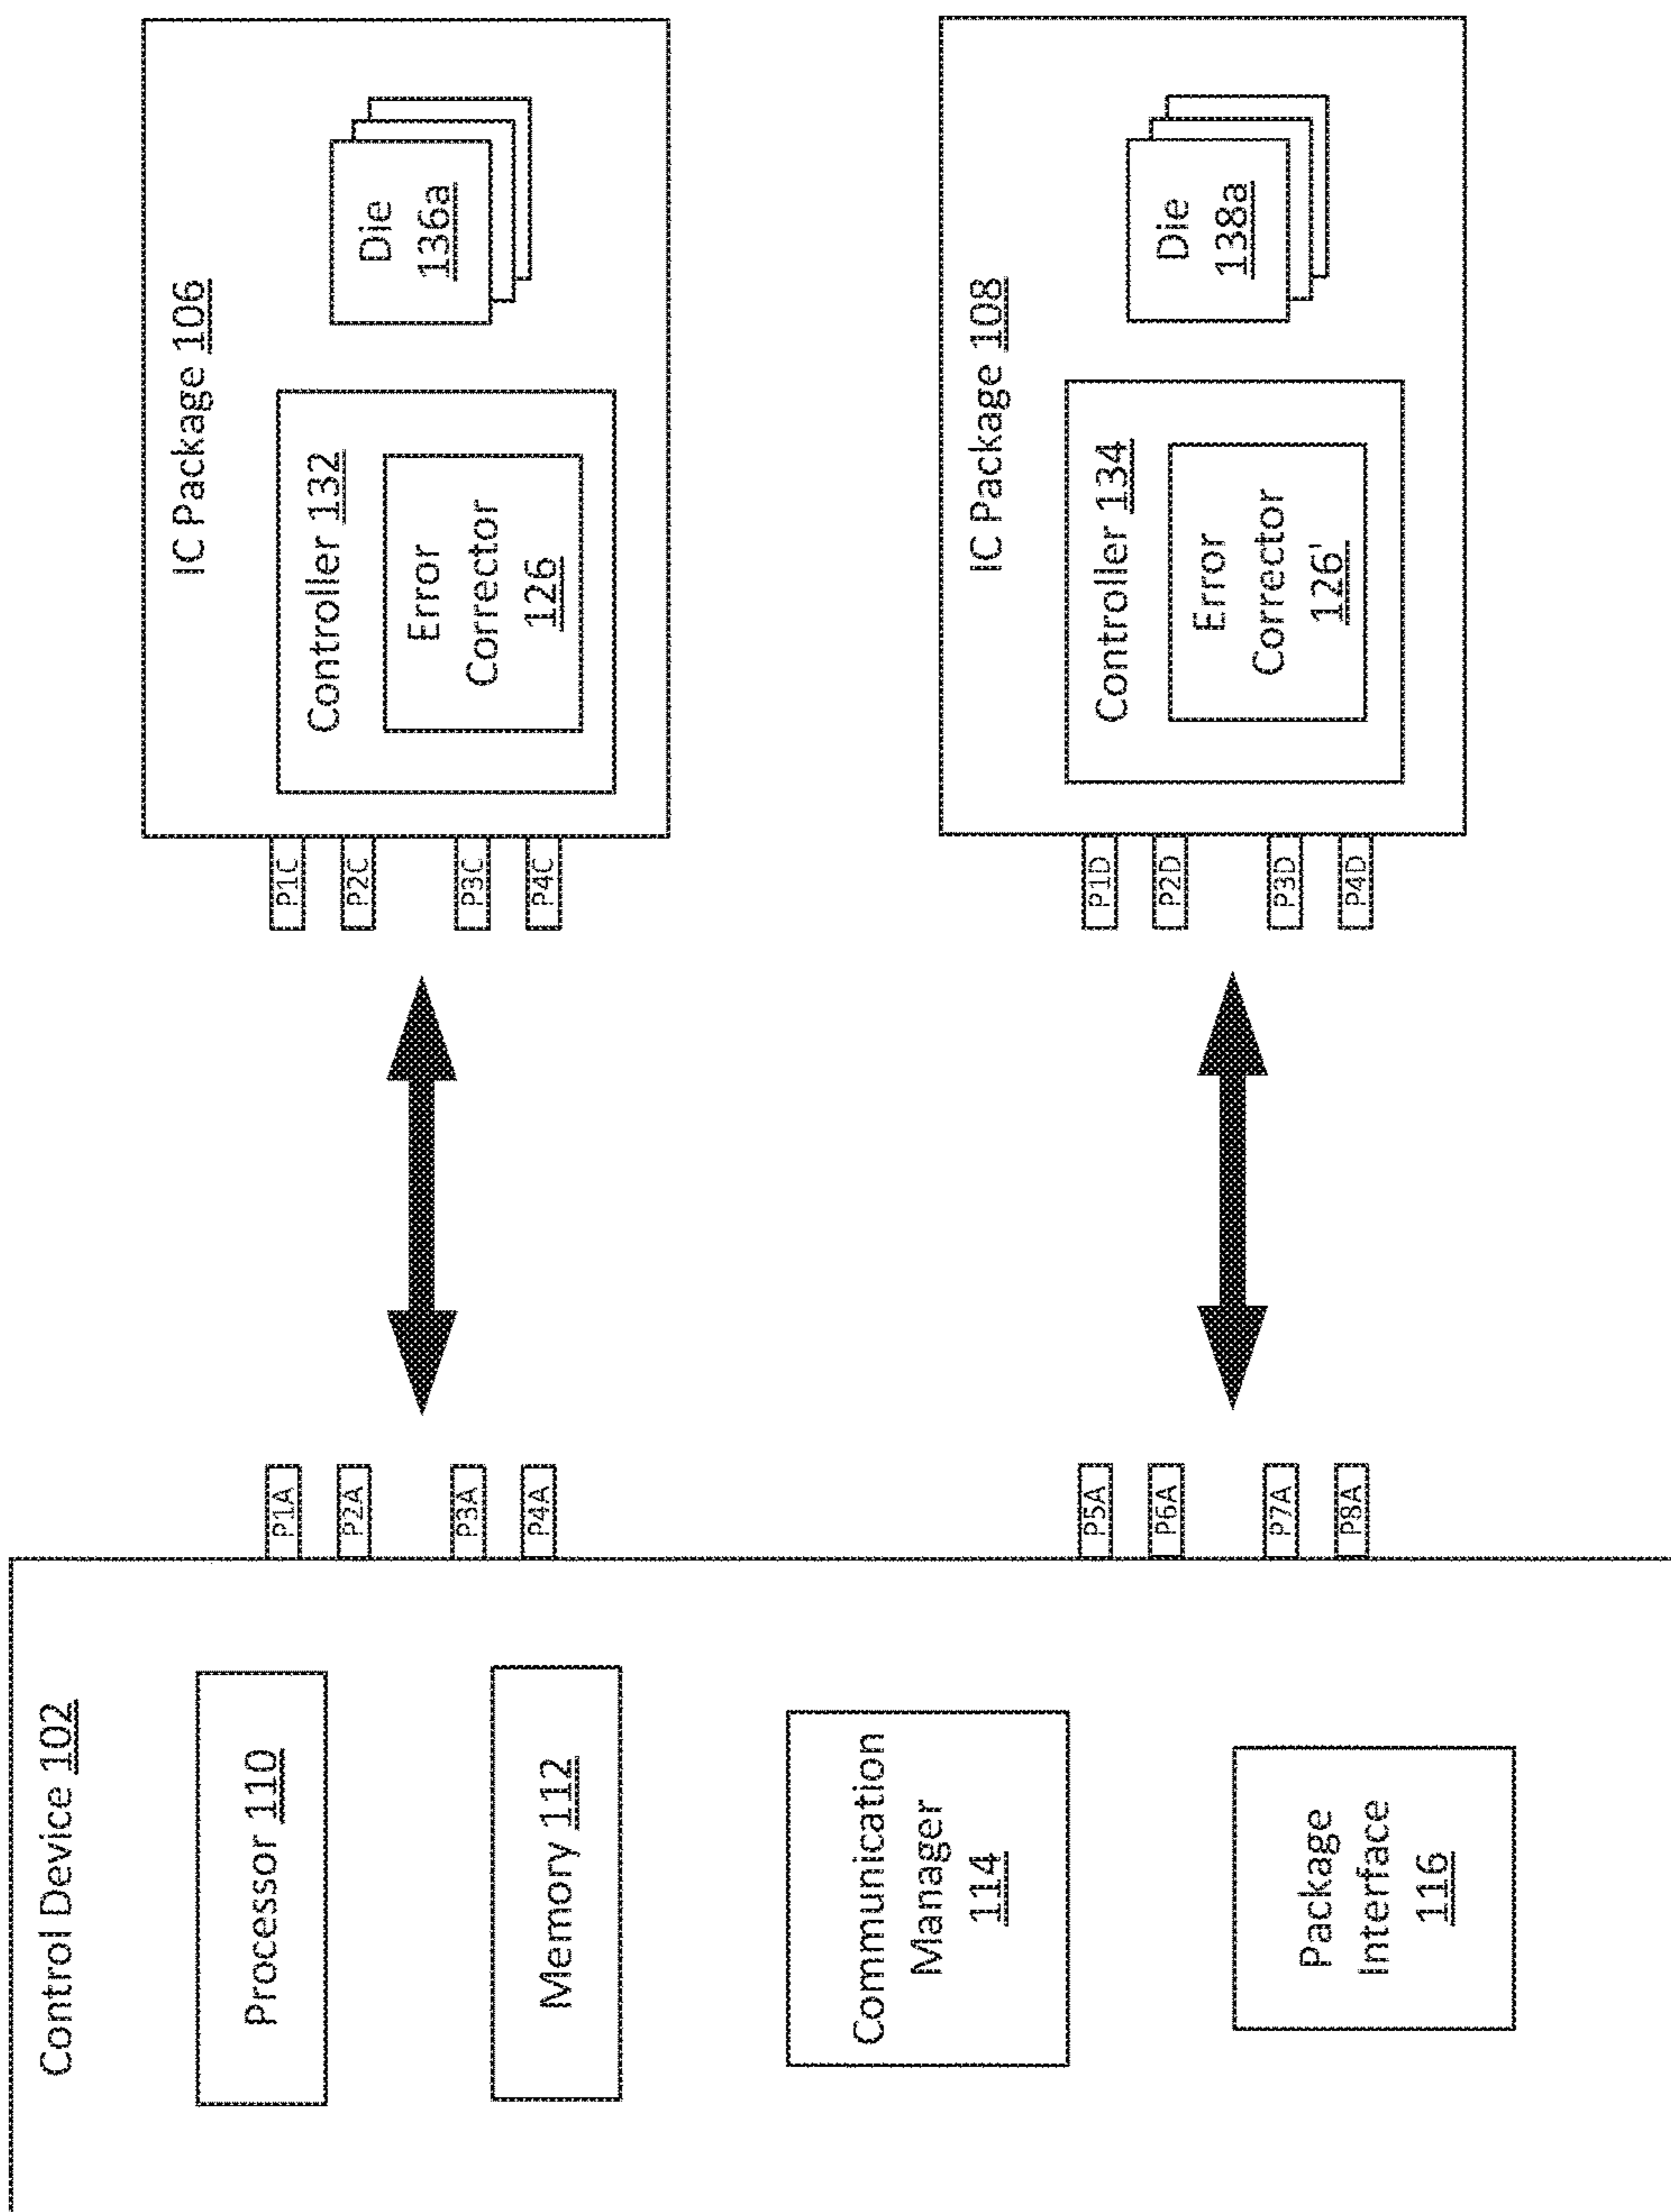 Control Device 102
Processor 110
Memory 112
Communication
Manager
114
Package
Interface
116
P1A
P2A
P3A
P4A
P5A
P6A
P7A
P8A
P1C
P2C
P3C
P4C
IC Package 106
Controller 132
Error
Corrector
126
Die
136a
P1D
P2D
P3D
P4D
IC Package 108
Controller 134
Error
Corrector
126'
Die
138a